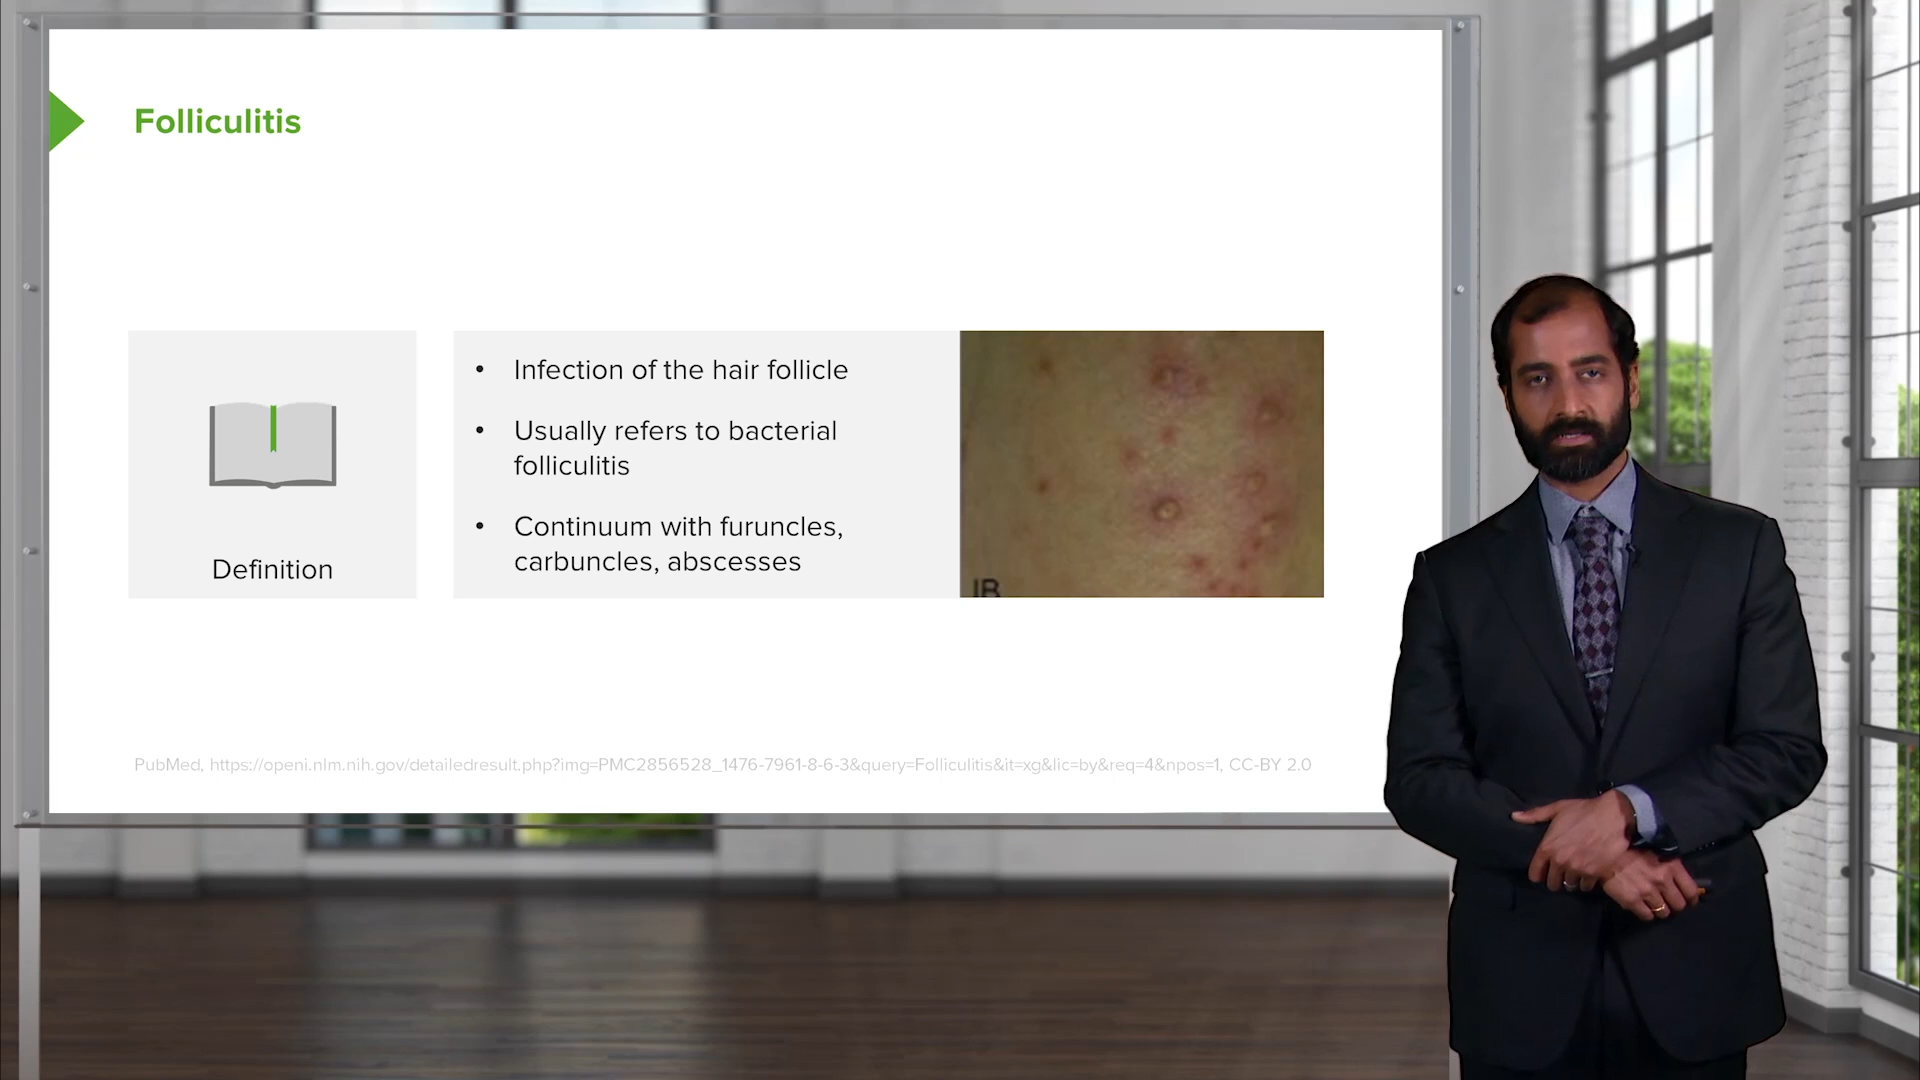 Folliculitis
Definition
• Infection of the hair follicle
• Usually refers to bacterial
folliculitis
• Continuum with furuncles,
carbuncles, abscesses
IB
PubMed, https://openi.nlm.nih.gov/detailedresult.php?img=PMC2856528_1476-7961-8-6-3&query=Folliculitis&it=xg&lic=by&req=4&npos=1, CC-BY 2.0